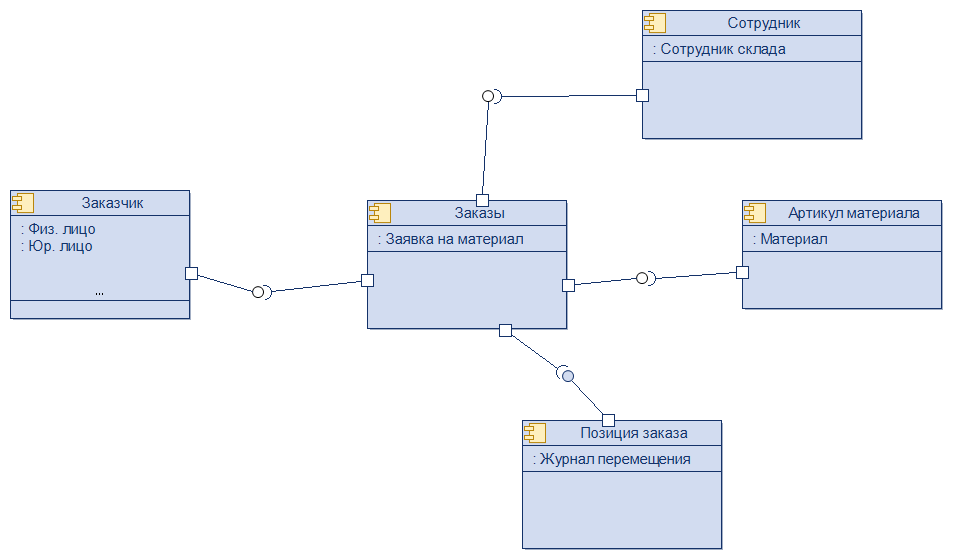 Сотрудник
: Сотрудник склада
Заказчик
: Физ. лицо
: Юр. лицо
...
Заказы
: Заявка на материал
Артикул материала
: Материал
Позиция заказа
: Журнал перемещения